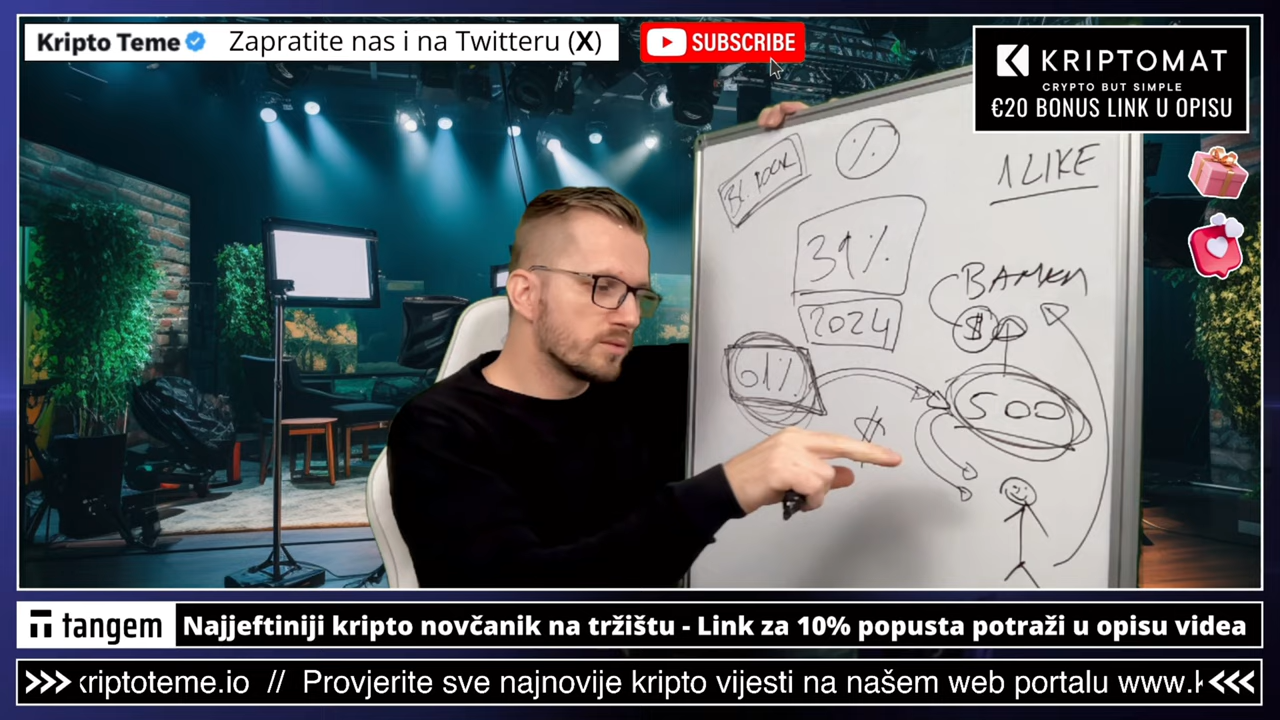 Kripto Teme
Zapratite nas i na Twitteru (X)
SUBSCRIBE
KRIPTOMAT
CRYPTO BUT SIMPLE
€20 BONUS LINK U OPISU
BL. ROCK
%
1 LIKE
39%
2024
BANKA
$
61%
500
$
tangem
Najjeftiniji kripto novčanik na tržištu - Link za 10% popusta potraži u opisu videa
>>> kriptoteme.io // Provjerite sve najnovije kripto vijesti na našem web portalu www.k <<<